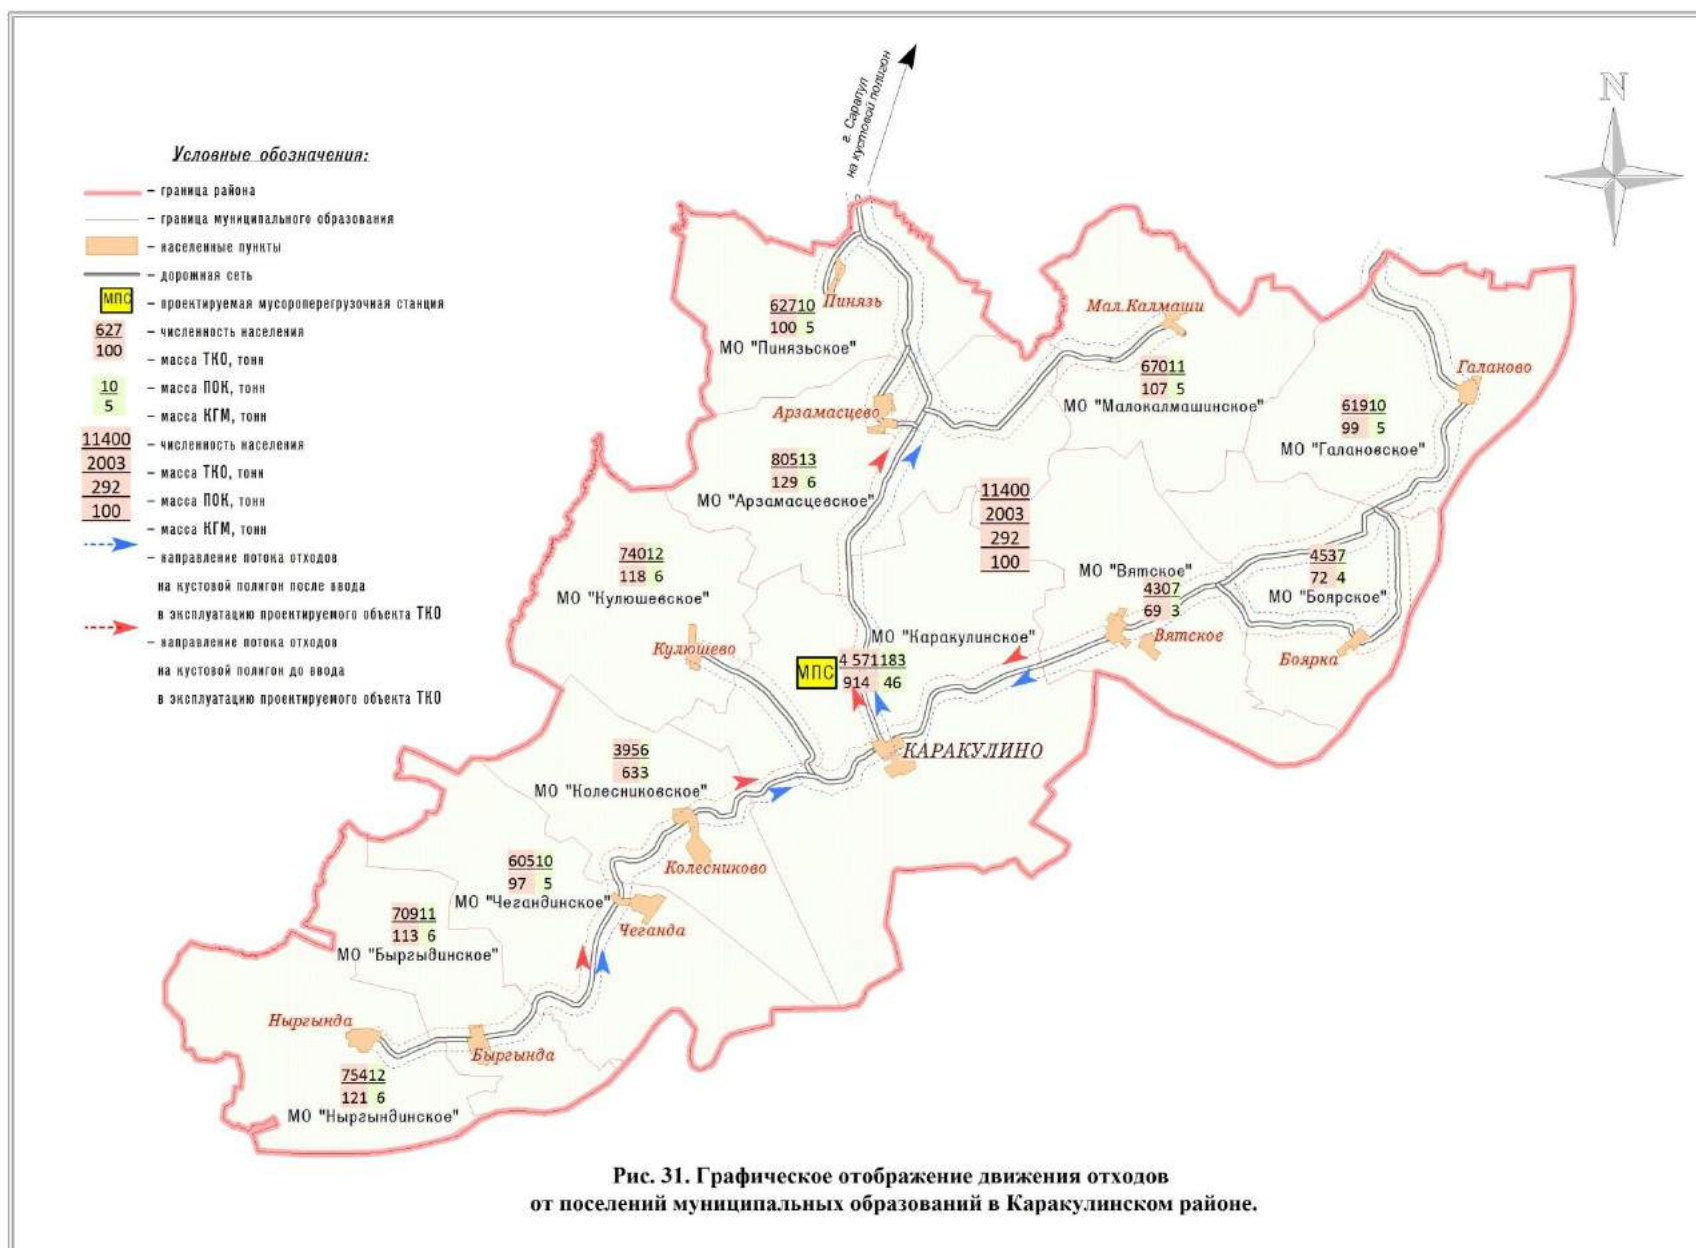 г. Сарапул
на кустовой полигон
N
Условные обозначения:
– граница района
– граница муниципального образования
– населенные пункты
– дорожная сеть
МПС – проектируемая мусороперегрузочная станция
627 – численность населения
100
– масса ТКО, тонн
10 – масса ПОК, тонн
5
– масса КГМ, тонн
11400 – численность населения
2003 – масса ТКО, тонн
292
– масса ПОК, тонн
100
– масса КГМ, тонн
– направление потока отходов
на кустовой полигон после ввода
в эксплуатацию проектируемого объекта ТКО
– направление потока отходов
на кустовой полигон до ввода
в эксплуатацию проектируемого объекта ТКО
Пинязь
62710
100 5
МО "Пинязьское"
Мал.Калмаши
67011
107 5
МО "Малокалмашинское"
Галаново
61910
99 5
МО "Галановское"
Арзамасцево
80513
129 6
МО "Арзамасцевское"
11400
2003
292
100
74012
118 6
МО "Кулюшевское"
Кулюшево
МО "Вятское"
4307
69 3
Вятское
4537
72 4
МО "Боярское"
Боярка
МО "Каракулинское"
МПС
4 571183
914 46
КАРАКУЛИНО
3956
633
МО "Колесниковское"
Колесниково
60510
97 5
МО "Чегандинское"
Чеганда
70911
113 6
МО "Быргыдинское"
Ныргында
Быргында
75412
121 6
МО "Ныргындинское"
Рис. 31. Графическое отображение движения отходов
от поселений муниципальных образований в Каракулинском районе.